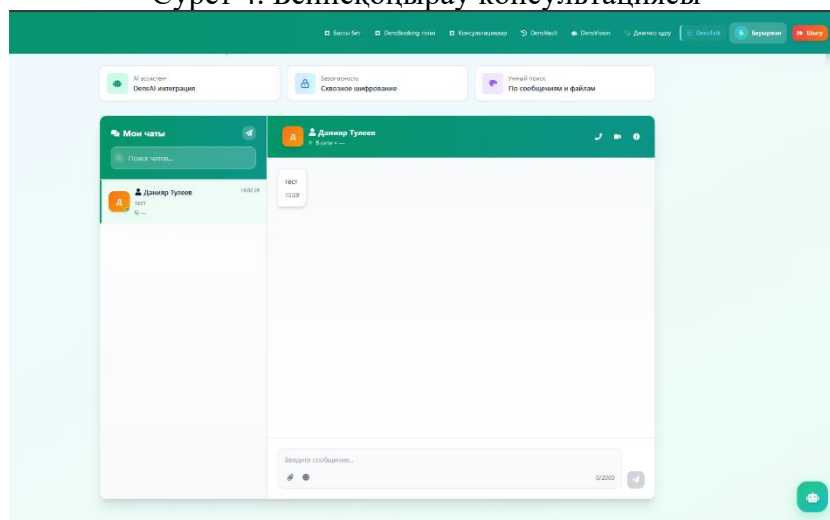 Сурет 4. Бейнеқоңырау консультациясы
Басты бет DensBooking тізімі Консультациялар DensVault DensVision Диагноз қою DensTalk Б Бауыржан Шығу
AI ассистент
DensAI интеграция
Безопасность
Сквозное шифрование
Умный поиск
По сообщениям и файлам
Мои чаты
Поиск чатов...
Д Данияр Тулеев
тест
Д Данияр Тулеев
В сети • —
тест
15:59
Введите сообщение...
0/2000